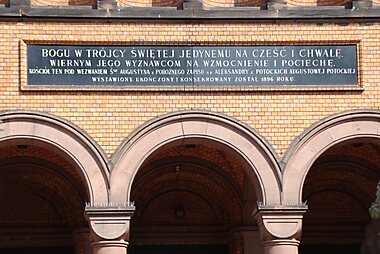 BOGU W TRÓJCY ŚWIĘTEJ JEDYNEMU NA CZEŚĆ I CHWAŁĘ,
WIERNYM JEGO WYZNAWCOM NA WZMOCNIENIE I POCIECHĘ,
KOŚCIÓŁ TEN POD WEZWANIEM Sgo AUGUSTYNA Z POBOŻNEGO ZAPISU ś.p. ALEKSANDRY z POTOCKICH AUGUSTOWEJ POTOCKIEJ
WYSTAWIONY, UKOŃCZONY I KONSEKROWANY ZOSTAŁ 1896 ROKU